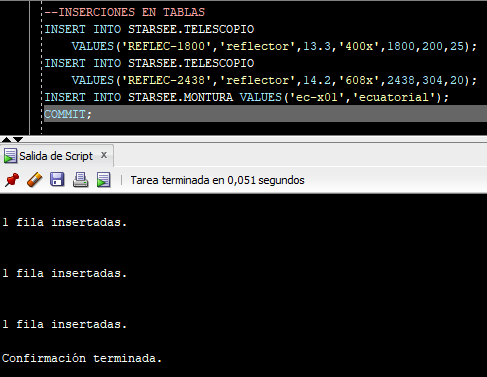 --INSERCIONES EN TABLAS
INSERT INTO STARSEE.TELESCOPIO
VALUES('REFLEC-1800','reflector',13.3,'400x',1800,200,25);
INSERT INTO STARSEE.TELESCOPIO
VALUES('REFLEC-2438','reflector',14.2,'608x',2438,304,20);
INSERT INTO STARSEE.MONTURA VALUES('ec-x01','ecuatorial');
COMMIT;
Salida de Script x
Tarea terminada en 0,051 segundos
1 fila insertadas.
1 fila insertadas.
1 fila insertadas.
Confirmación terminada.